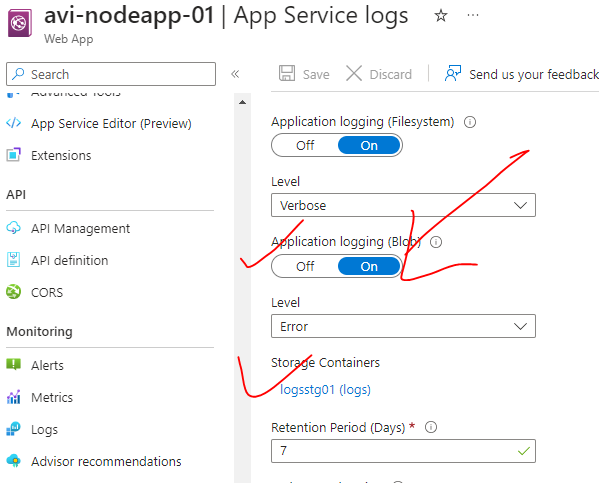 avi-nodeapp-01 | App Service logs
Web App
Search
Save
Discard
Send us your feedback
Advanced Tools
App Service Editor (Preview)
Extensions
API
API Management
API definition
CORS
Monitoring
Alerts
Metrics
Logs
Advisor recommendations
Application logging (Filesystem)
Off On
Level
Verbose
Application logging (Blob)
Off On
Level
Error
Storage Containers
logsstg01 (logs)
Retention Period (Days) *
7